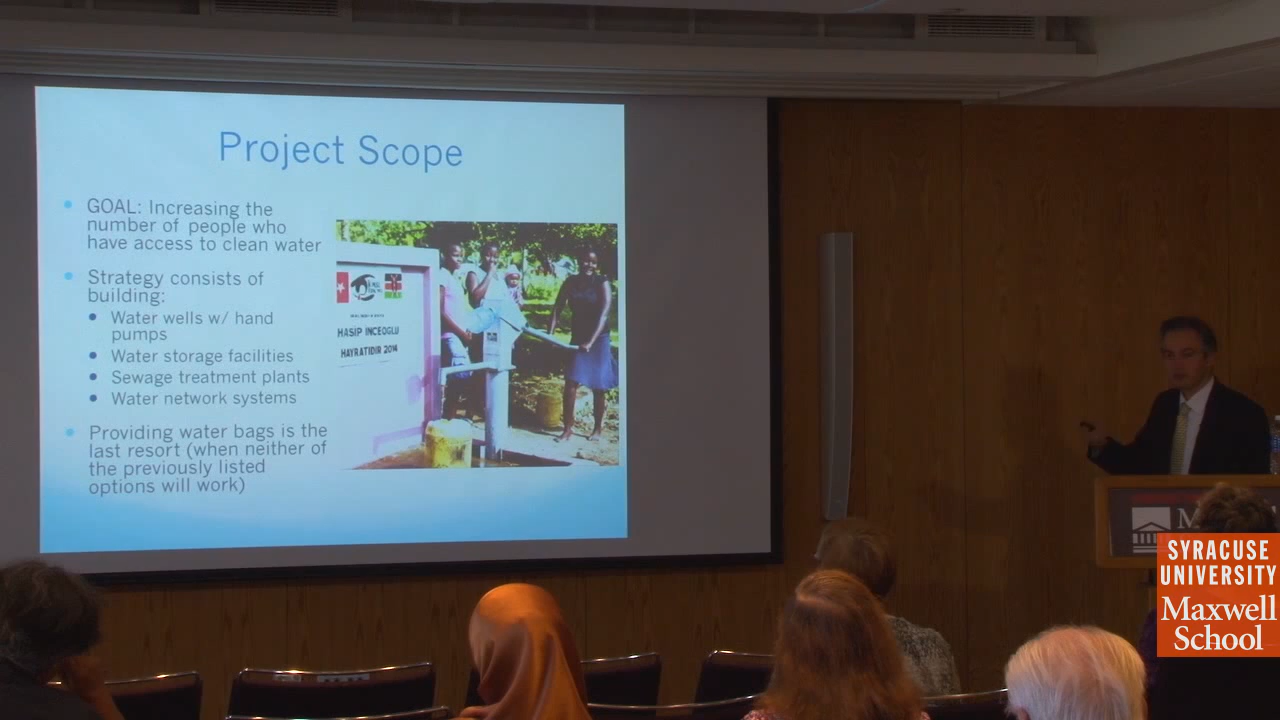 Project Scope
GOAL: Increasing the
number of people who
have access to clean water
Strategy consists of
building:
Water wells w/ hand
pumps
Water storage facilities
Sewage treatment plants
Water network systems
Providing water bags is the
last resort (when neither of
the previously listed
options will work)
HASIP INCEOGLU
HAYRATIDIR 2014
SYRACUSE
UNIVERSITY
Maxwell
School